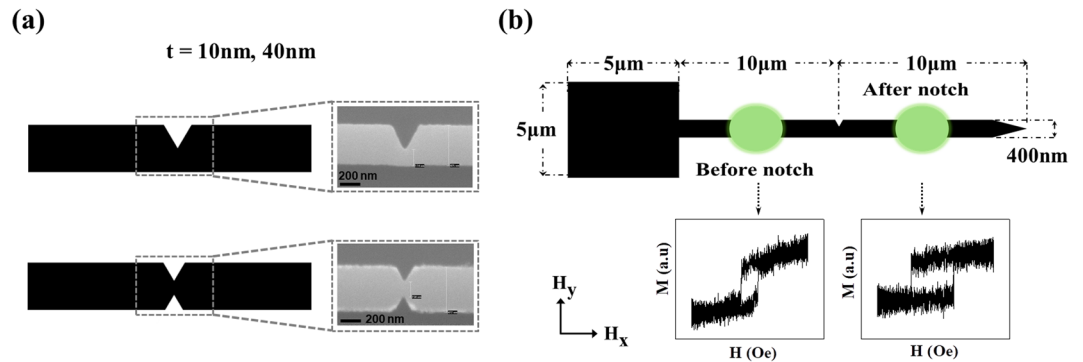 (a)
t = 10nm, 40nm
200 nm
200 nm
(b)
5μm
10μm
10μm
After notch
5μm
400nm
Before notch
Hy
Hx
M (a.u)
H (Oe)
M (a.u)
H (Oe)